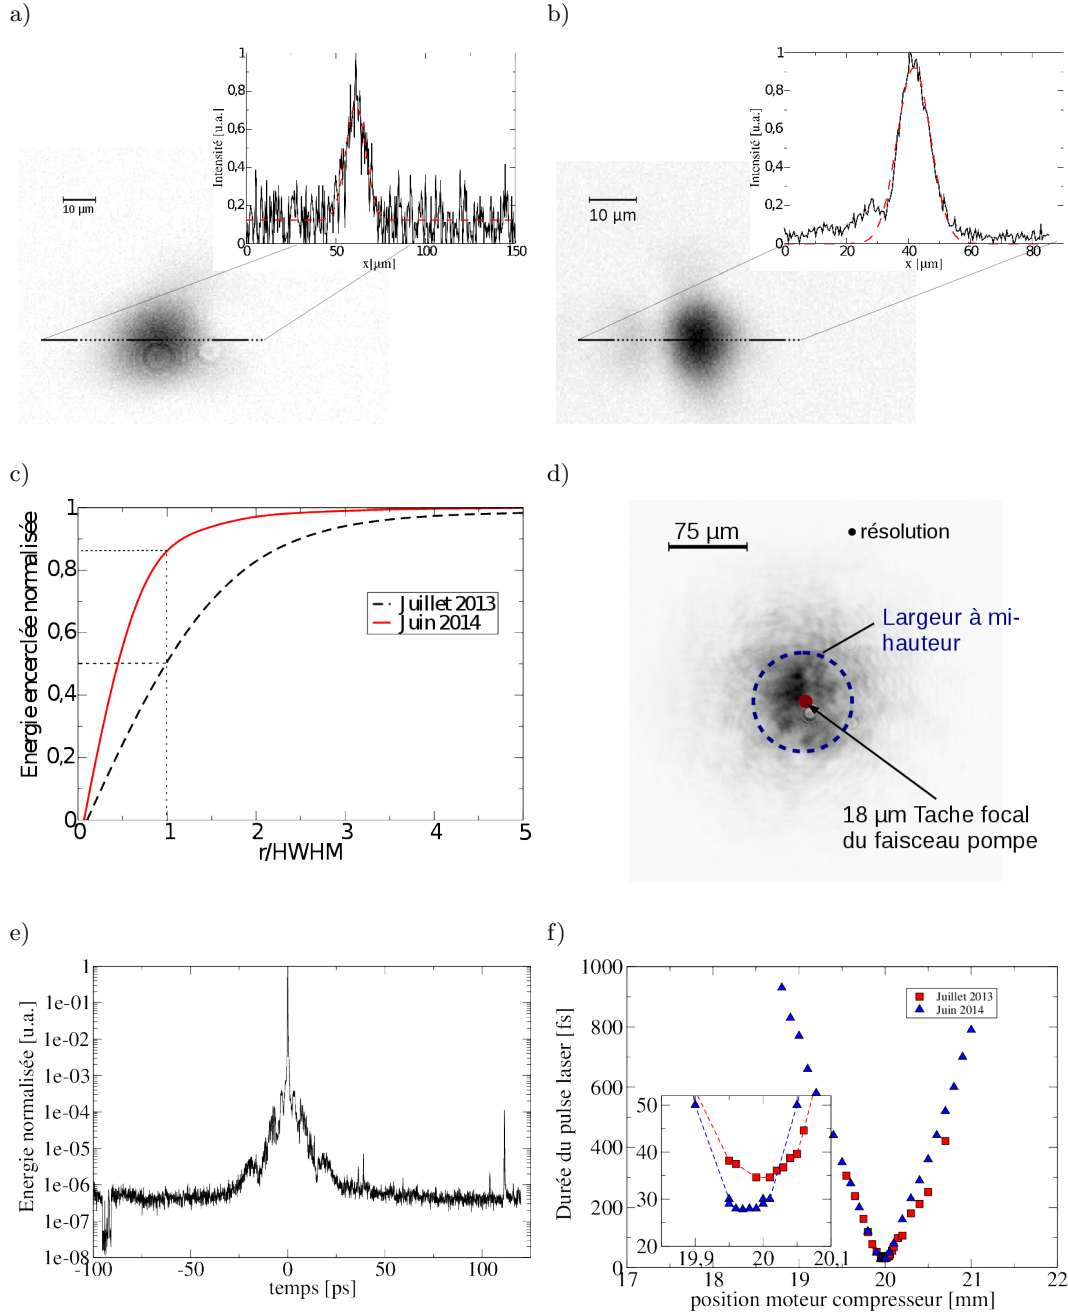 a)
b)
1
0,8
0,6
0,4
0,2
0
0
50
100
150
Intensité [u.a.]
x[µm]
10 µm
1
0,8
0,6
0,4
0,2
0
0
20
40
60
80
Intensité [u.a.]
x [µm]
10 µm
c)
d)
1
0,8
0,6
0,4
0,2
0
0
1
2
3
4
5
Energie encerclée normalisée
r/HWHM
Juillet 2013
Juin 2014
75 µm
résolution
Largeur à mi-
hauteur
18 µm Tache focal
du faisceau pompe
e)
f)
1
1e-01
1e-02
1e-03
1e-04
1e-05
1e-06
1e-07
1e-08
-100
-50
0
50
100
Energie normalisée [u.a.]
temps [ps]
1000
800
600
400
200
0
17
18
19
20
21
22
Durée du pulse laser [fs]
position moteur compresseur [mm]
Juillet 2013
Juin 2014
50
40
30
20
19,9
20
20,1